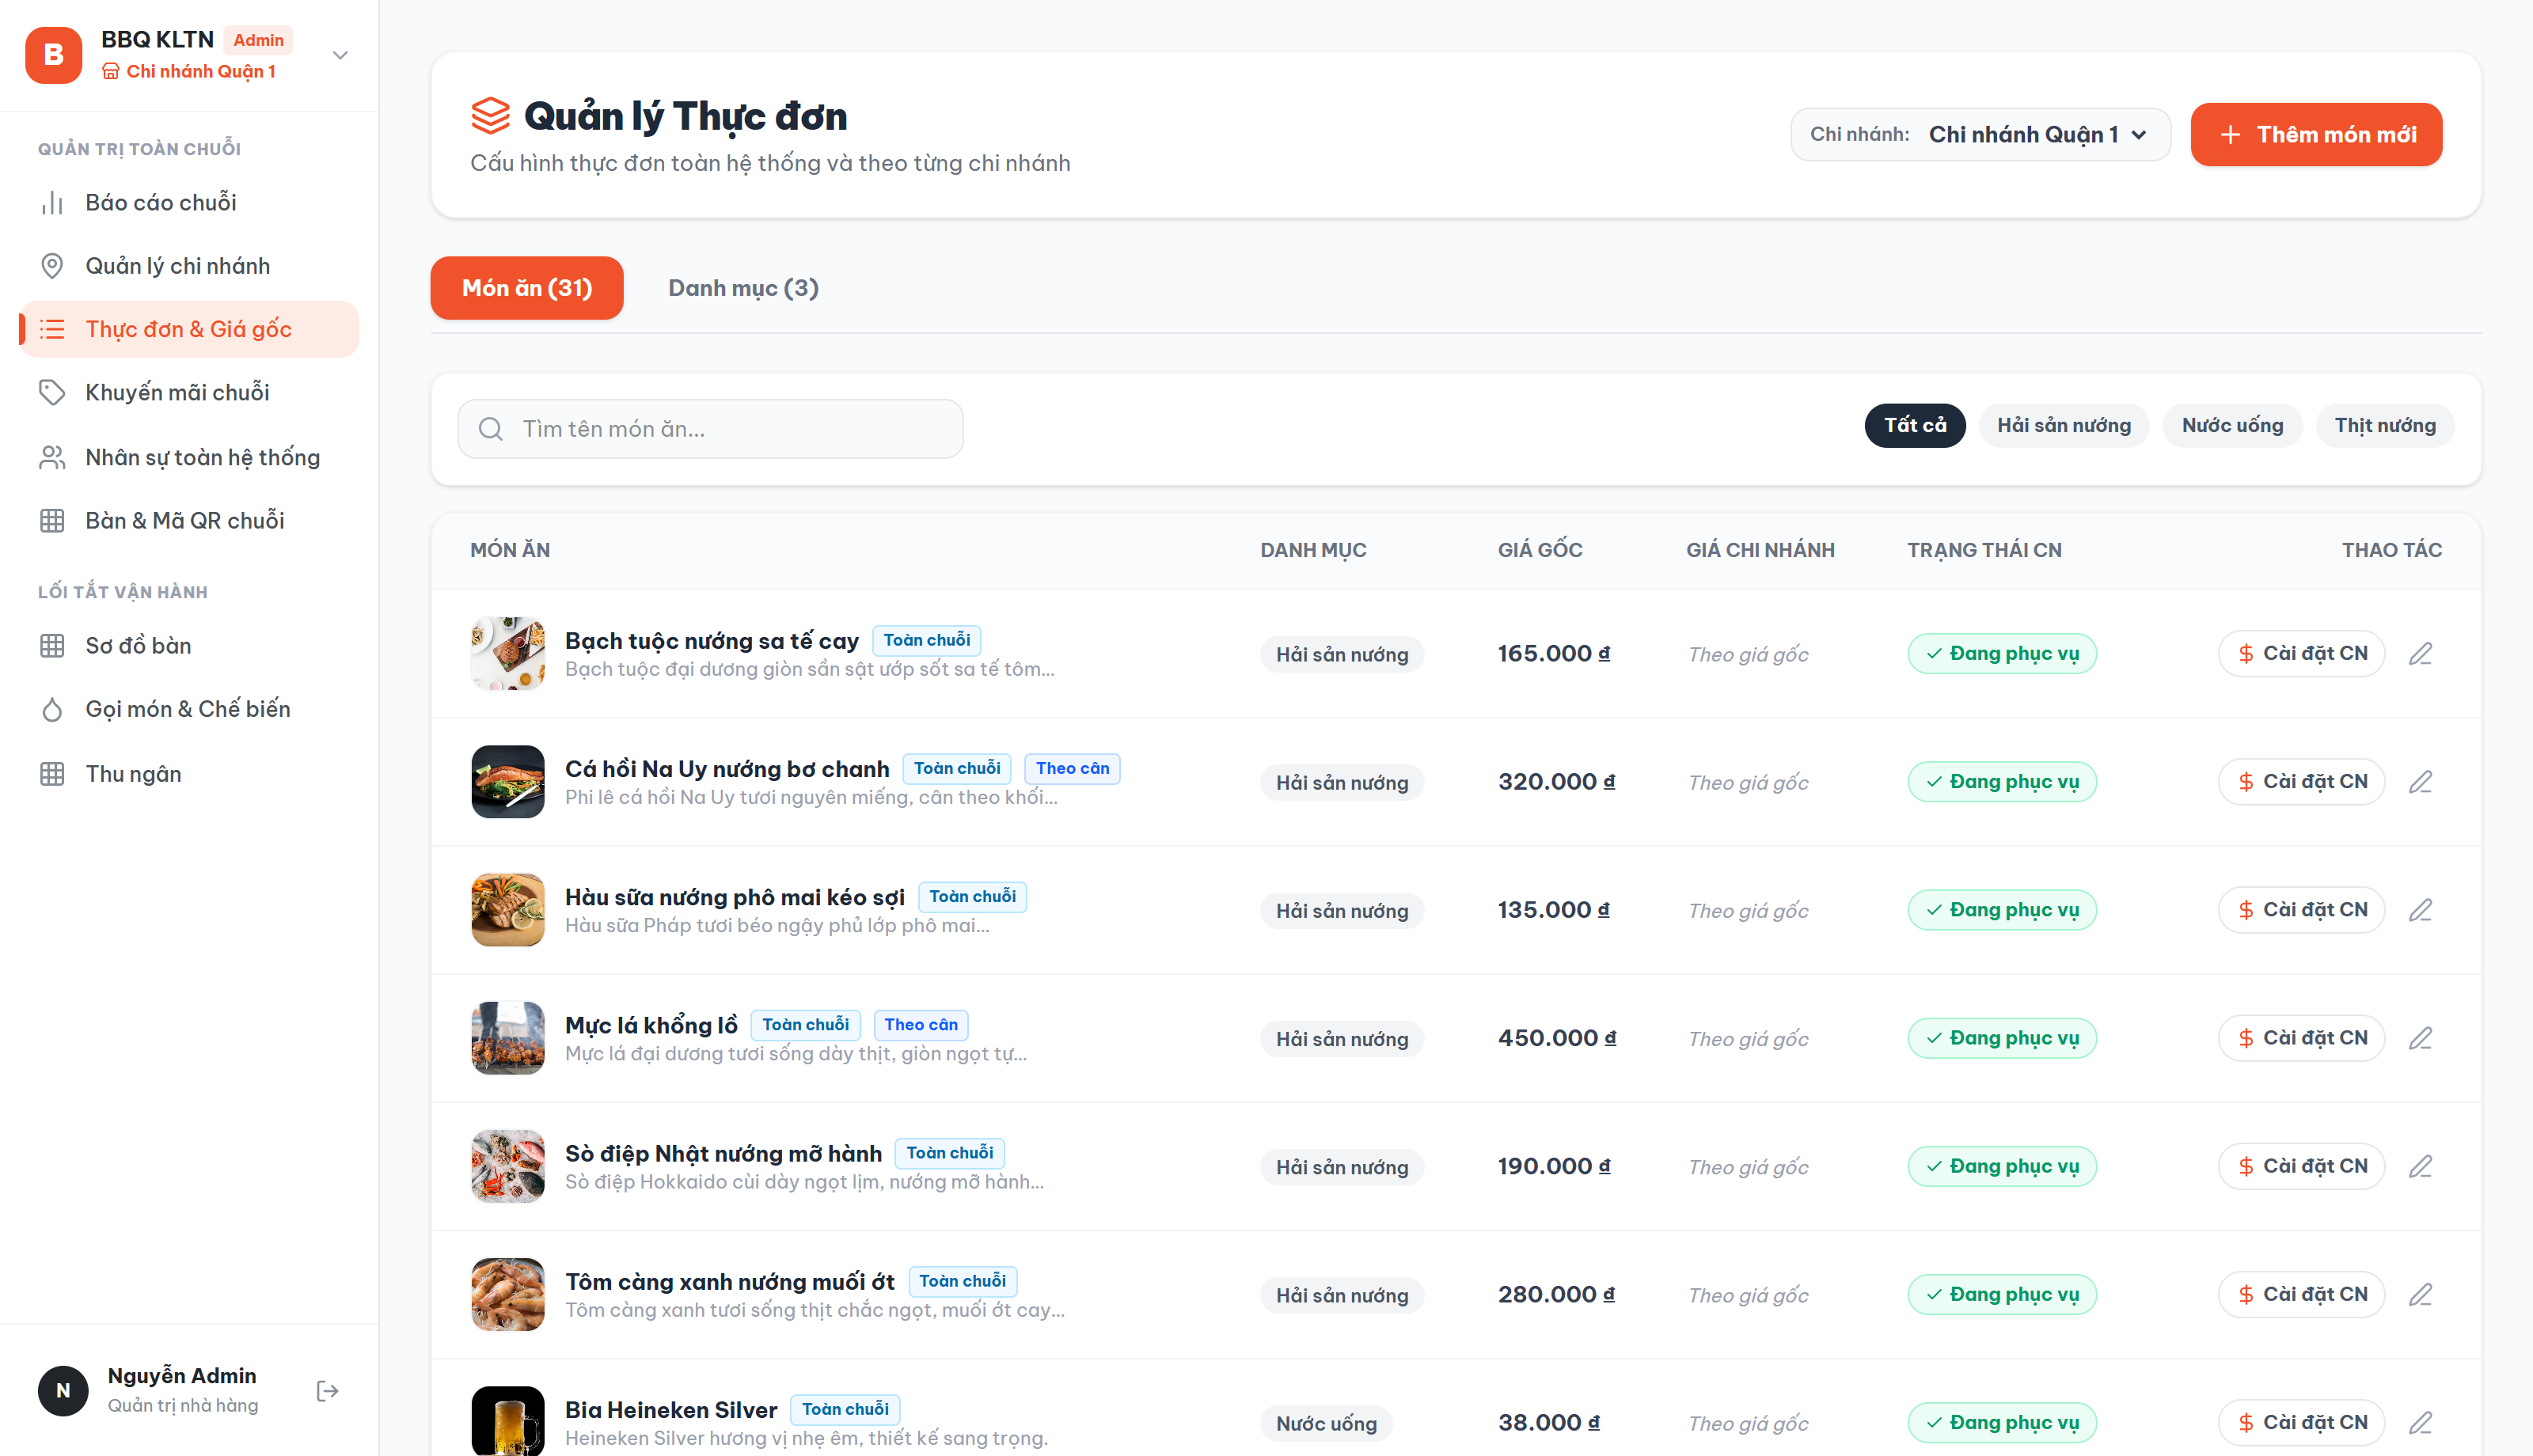 B
BBQ KLTN Admin
Chi nhánh Quận 1
QUẢN TRỊ TOÀN CHUỖI
Báo cáo chuỗi
Quản lý chi nhánh
Thực đơn & Giá gốc
Khuyến mãi chuỗi
Nhân sự toàn hệ thống
Bàn & Mã QR chuỗi
LỐI TẮT VẬN HÀNH
Sơ đồ bàn
Gọi món & Chế biến
Thu ngân
N
Nguyễn Admin
Quản trị nhà hàng
Quản lý Thực đơn
Cấu hình thực đơn toàn hệ thống và theo từng chi nhánh
Chi nhánh: Chi nhánh Quận 1
Thêm món mới
Món ăn (31) Danh mục (3)
Tìm tên món ăn...
Tất cả Hải sản nướng Nước uống Thịt nướng
MÓN ĂN DANH MỤC GIÁ GỐC GIÁ CHI NHÁNH TRẠNG THÁI CN THAO TÁC
Bạch tuộc nướng sa tế cay Toàn chuỗi
Bạch tuộc đại dương giòn sần sật ướp sốt sa tế tôm...
Hải sản nướng 165.000 ₫ Theo giá gốc Đang phục vụ Cài đặt CN
Cá hồi Na Uy nướng bơ chanh Toàn chuỗi Theo cân
Phi lê cá hồi Na Uy tươi nguyên miếng, cân theo khối...
Hải sản nướng 320.000 ₫ Theo giá gốc Đang phục vụ Cài đặt CN
Hàu sữa nướng phô mai kéo sợi Toàn chuỗi
Hàu sữa Pháp tươi béo ngậy phủ lớp phô mai...
Hải sản nướng 135.000 ₫ Theo giá gốc Đang phục vụ Cài đặt CN
Mực lá khổng lồ Toàn chuỗi Theo cân
Mực lá đại dương tươi sống dày thịt, giòn ngọt tự...
Hải sản nướng 450.000 ₫ Theo giá gốc Đang phục vụ Cài đặt CN
Sò điệp Nhật nướng mỡ hành Toàn chuỗi
Sò điệp Hokkaido cùi dày ngọt lịm, nướng mỡ hành...
Hải sản nướng 190.000 ₫ Theo giá gốc Đang phục vụ Cài đặt CN
Tôm càng xanh nướng muối ớt Toàn chuỗi
Tôm càng xanh tươi sống thịt chắc ngọt, muối ớt cay...
Hải sản nướng 280.000 ₫ Theo giá gốc Đang phục vụ Cài đặt CN
Bia Heineken Silver Toàn chuỗi
Heineken Silver hương vị nhẹ êm, thiết kế sang trọng.
Nước uống 38.000 ₫ Theo giá gốc Đang phục vụ Cài đặt CN